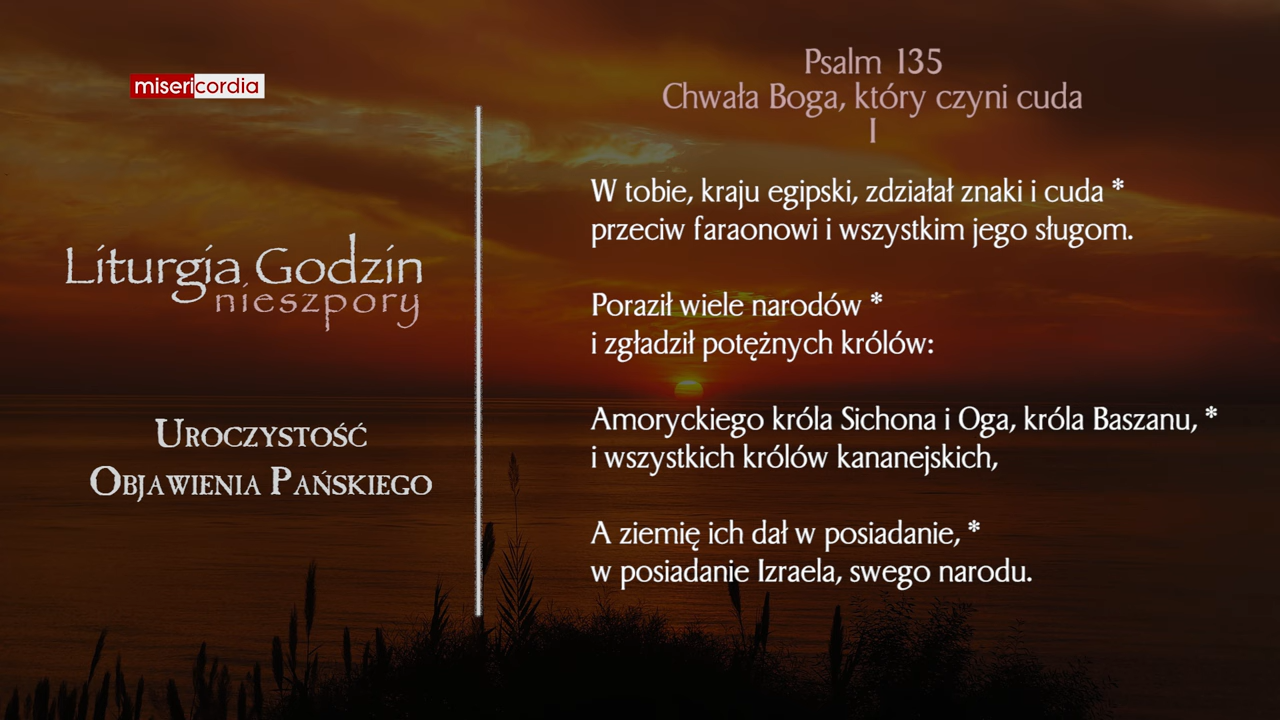 misericordia
Liturgia Godzin
nieszpory
Uroczystość
Objawienia Pańskiego
Psalm 135
Chwała Boga, który czyni cuda
I
W tobie, kraju egipski, zdziałał znaki i cuda *
przeciw faraonowi i wszystkim jego sługom.
Poraził wiele narodów *
i zgładził potężnych królów:
Amoryckiego króla Sichona i Oga, króla Baszanu, *
i wszystkich królów kananejskich,
A ziemię ich dał w posiadanie, *
w posiadanie Izraela, swego narodu.